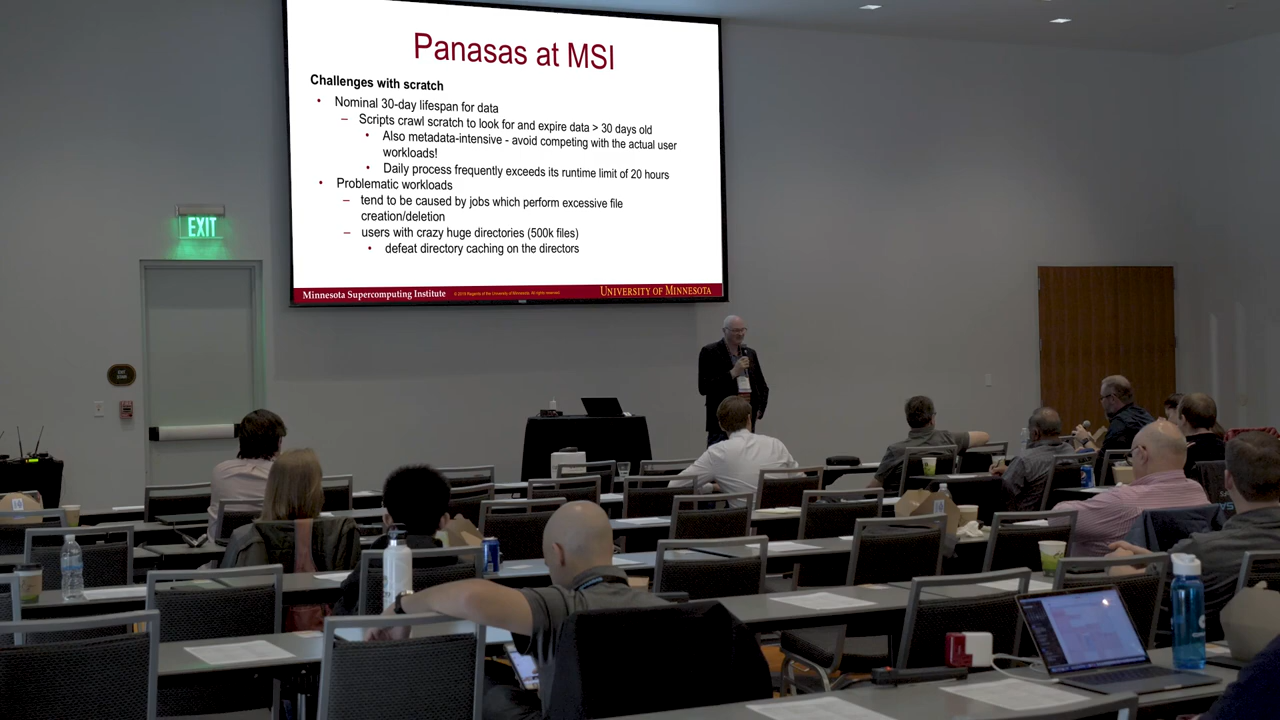 Panasas at MSI
Challenges with scratch
• Nominal 30-day lifespan for data
– Scripts crawl scratch to look for and expire data > 30 days old
• Also metadata-intensive - avoid competing with the actual user
workloads!
• Daily process frequently exceeds its runtime limit of 20 hours
• Problematic workloads
– tend to be caused by jobs which perform excessive file
creation/deletion
– users with crazy huge directories (500k files)
• defeat directory caching on the directors
Minnesota Supercomputing Institute
UNIVERSITY OF MINNESOTA
EXIT